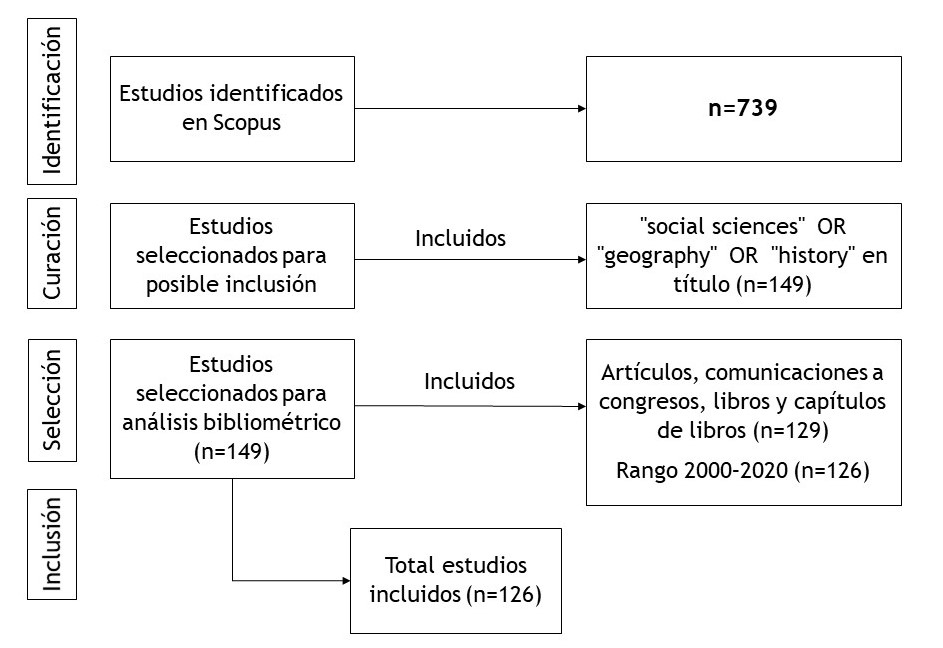 Identificación
Estudios identificados
en Scopus
n=739
Curación
Estudios
seleccionados para
posible inclusión
Incluidos
"social sciences" OR
"geography" OR "history" en
título (n=149)
Selección
Estudios
seleccionados para
análisis bibliométrico
(n=149)
Incluidos
Artículos, comunicaciones a
congresos, libros y capítulos
de libros (n=129)
Rango 2000-2020 (n=126)
Inclusión
Total estudios
incluidos (n=126)